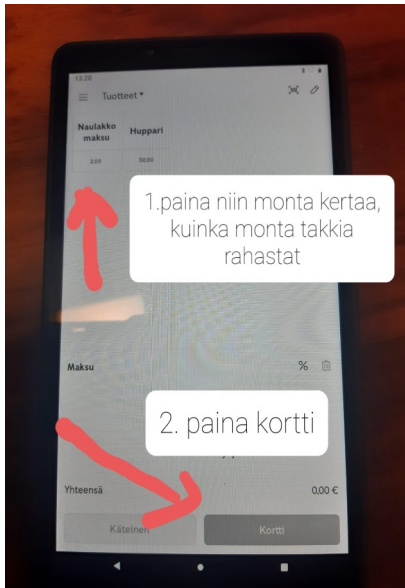 13.20
Tuotteet
Naulakko maksu
Huppari
2,00
50,00
1.paina niin monta kertaa,
kuinka monta takkia
rahastat
Maksu
%
2. paina kortti
Yhteensä
0,00 €
Käteinen
Kortti